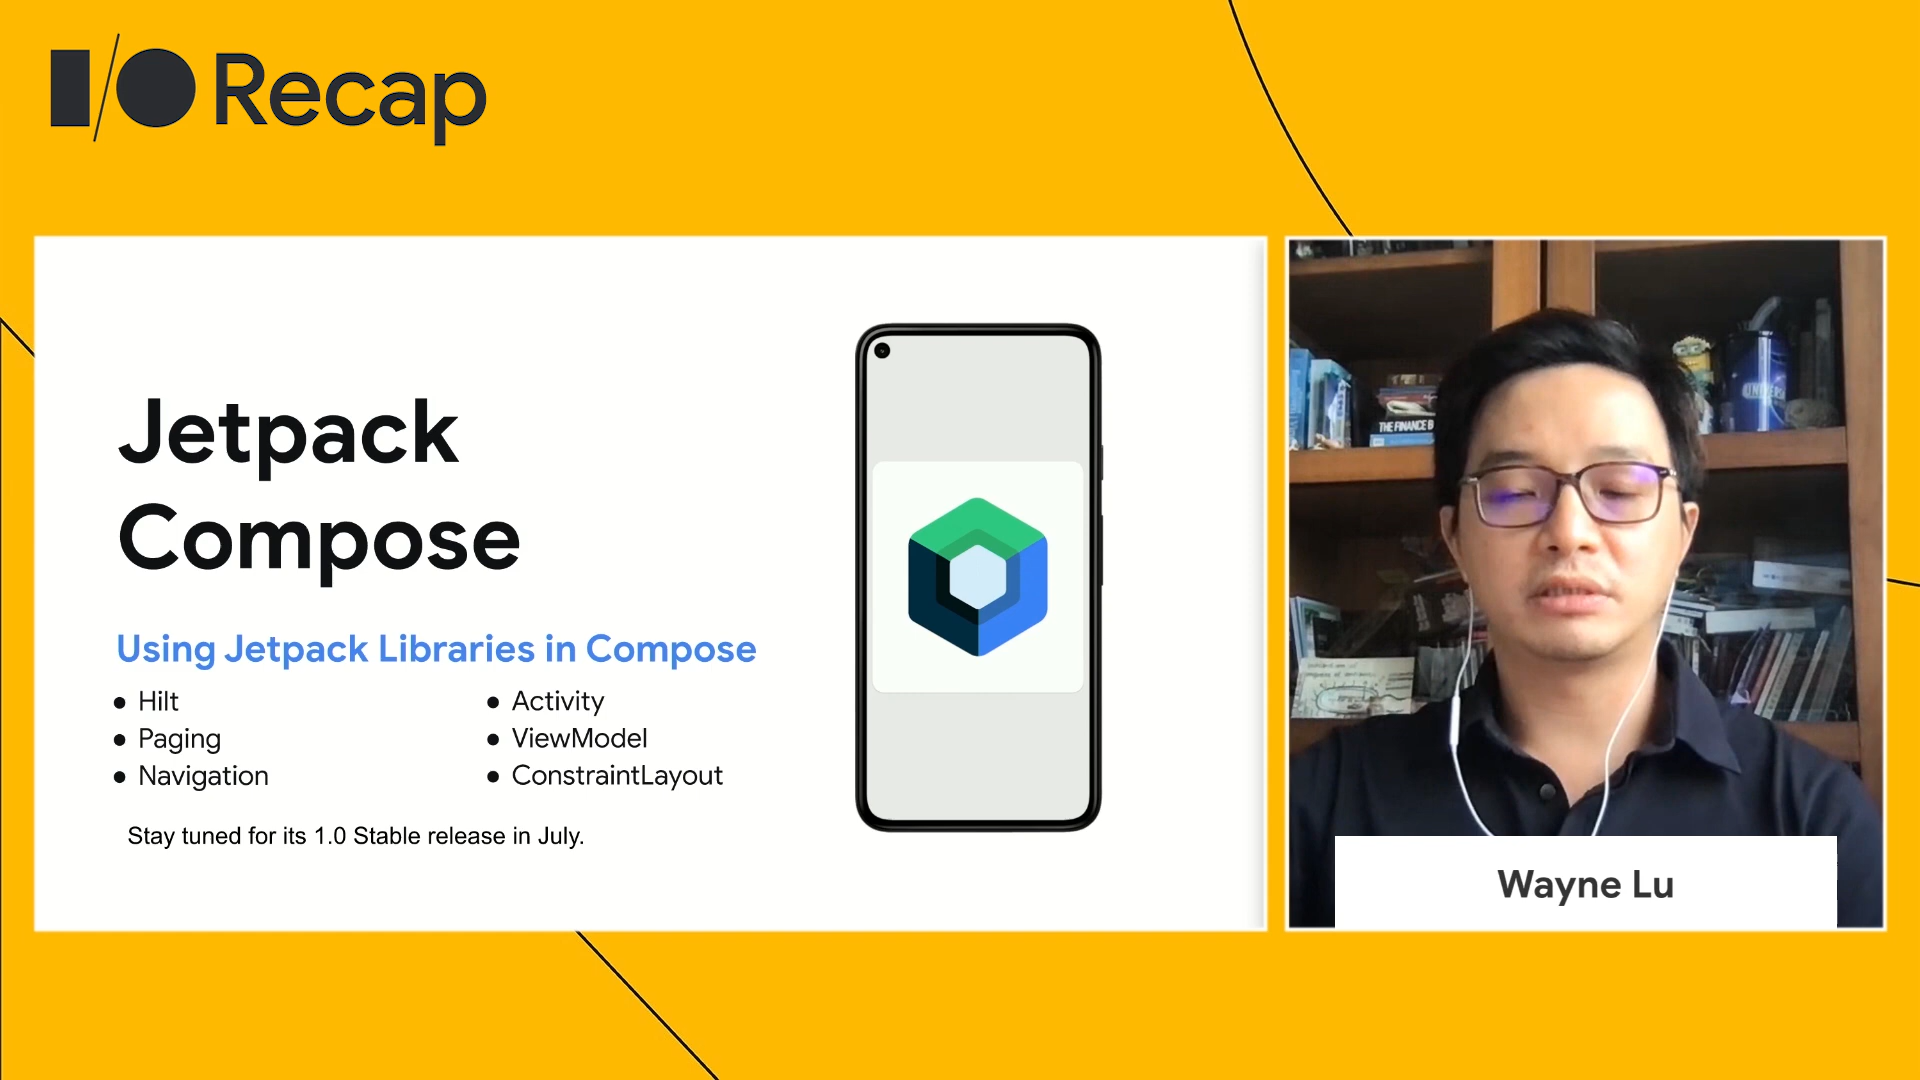 I/O Recap
Jetpack
Compose
Using Jetpack Libraries in Compose
• Hilt
• Paging
• Navigation
• Activity
• ViewModel
• ConstraintLayout
Stay tuned for its 1.0 Stable release in July.
THE FINANCE B
Wayne Lu